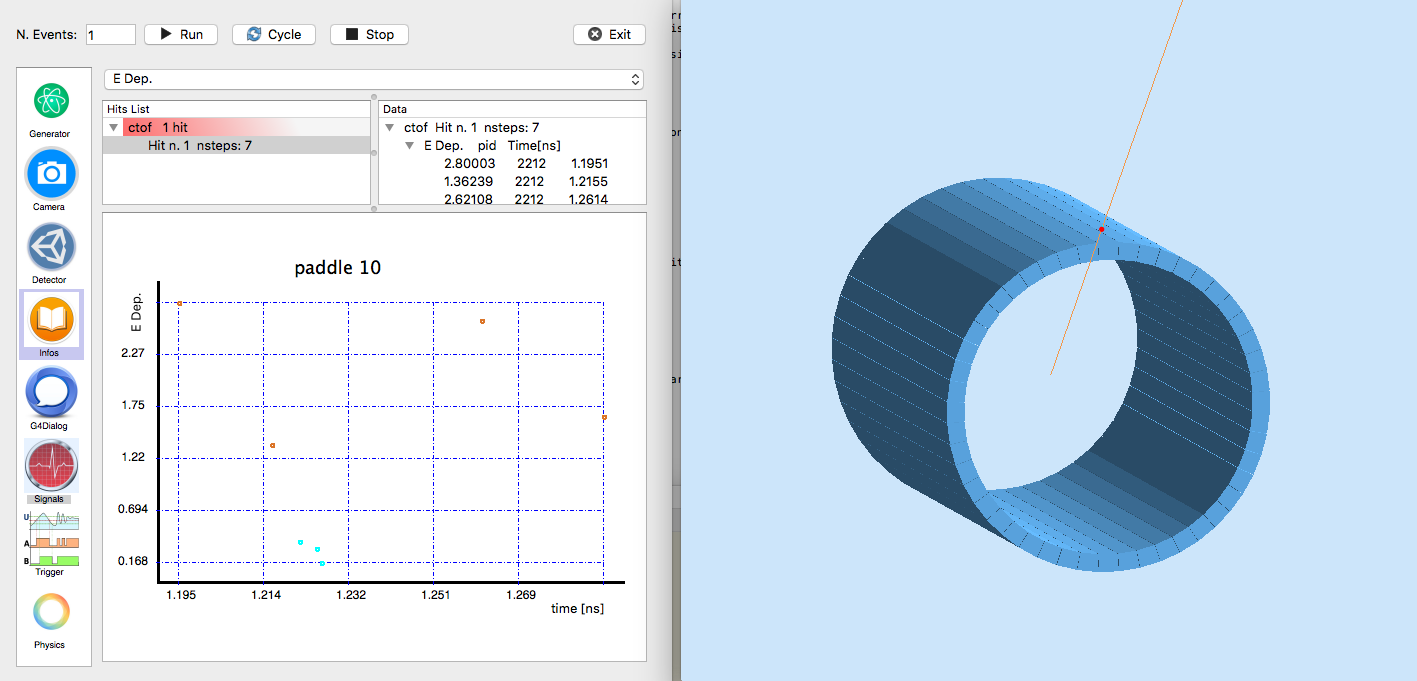 N. Events: 1 Run Cycle Stop Exit
E Dep.
Generator
Camera
Detector
Infos
G4Dialog
Signals
U
A
B
Trigger
Physics
Hits List
ctof 1 hit
Hit n. 1 nsteps: 7
Data
ctof Hit n. 1 nsteps: 7
E Dep. pid Time[ns]
2.80003 2212 1.1951
1.36239 2212 1.2155
2.62108 2212 1.2614
paddle 10
E Dep.
2.27
1.75
1.22
0.694
0.168
1.195 1.214 1.232 1.251 1.269
time [ns]